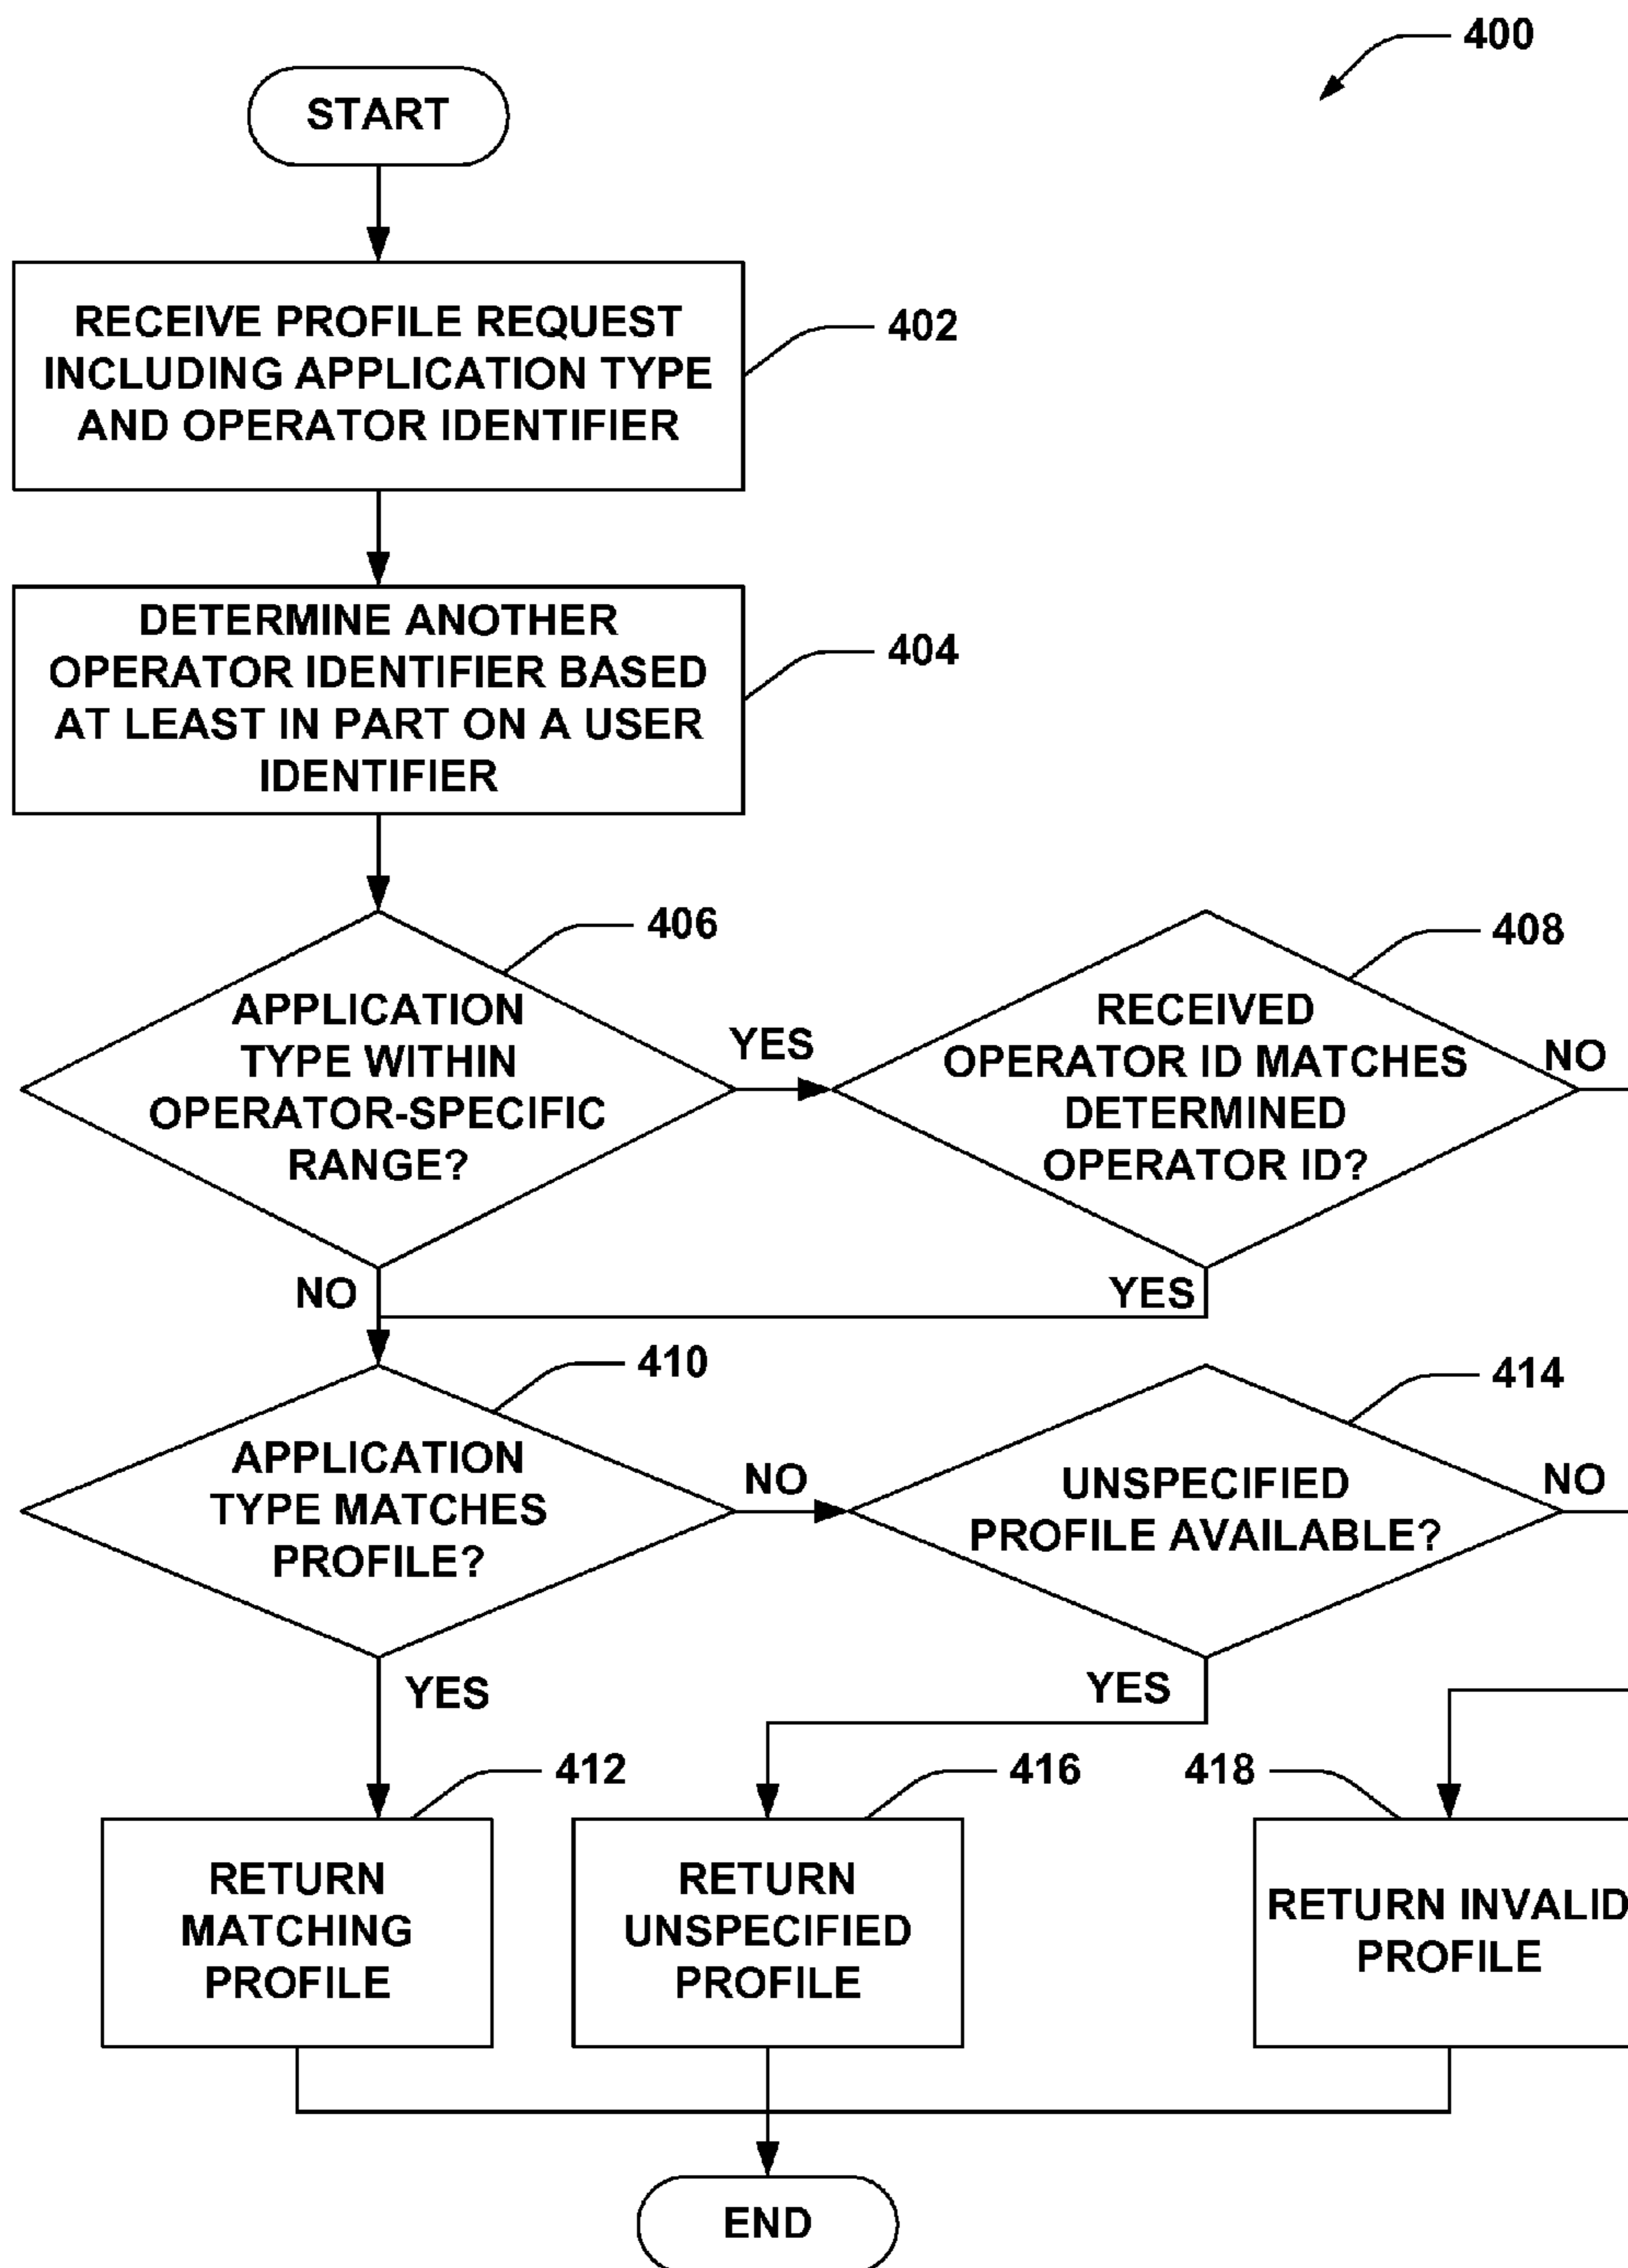 400
START
RECEIVE PROFILE REQUEST
INCLUDING APPLICATION TYPE
AND OPERATOR IDENTIFIER
402
DETERMINE ANOTHER
OPERATOR IDENTIFIER BASED
AT LEAST IN PART ON A USER
IDENTIFIER
404
406
APPLICATION
TYPE WITHIN
OPERATOR-SPECIFIC
RANGE?
YES
NO
408
RECEIVED
OPERATOR ID MATCHES
DETERMINED
OPERATOR ID?
NO
YES
410
APPLICATION
TYPE MATCHES
PROFILE?
NO
YES
414
UNSPECIFIED
PROFILE AVAILABLE?
NO
YES
412
RETURN
MATCHING
PROFILE
416
RETURN
UNSPECIFIED
PROFILE
418
RETURN INVALID
PROFILE
END